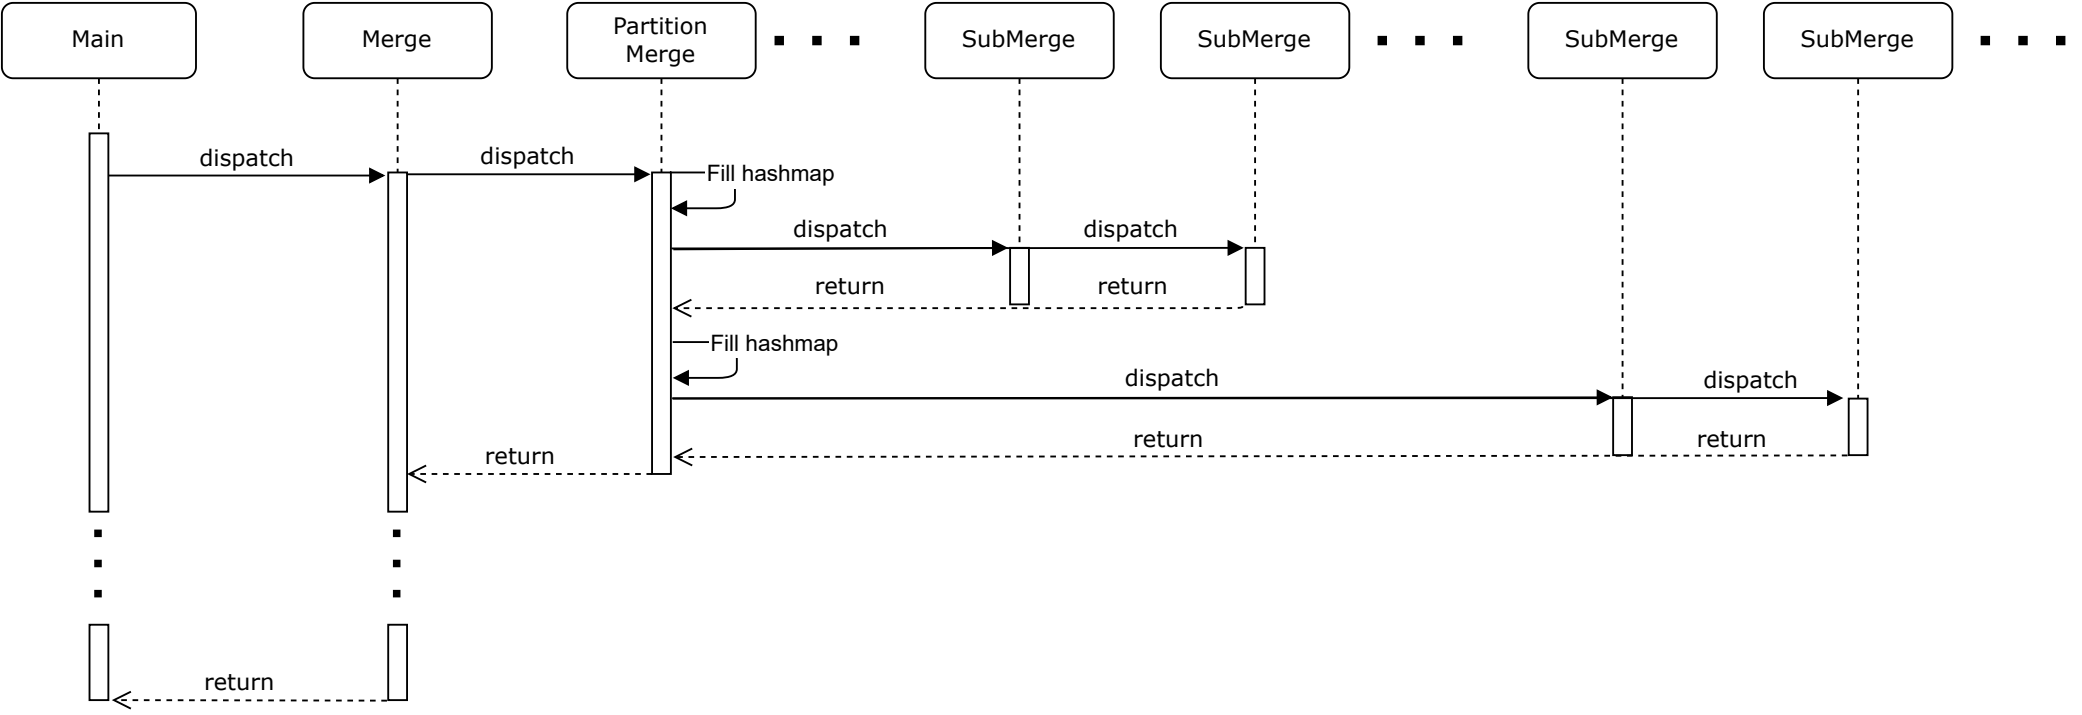 Main
Merge
Partition
Merge
SubMerge
SubMerge
SubMerge
SubMerge
dispatch
dispatch
Fill hashmap
dispatch
dispatch
return
return
Fill hashmap
dispatch
dispatch
return
return
return
return